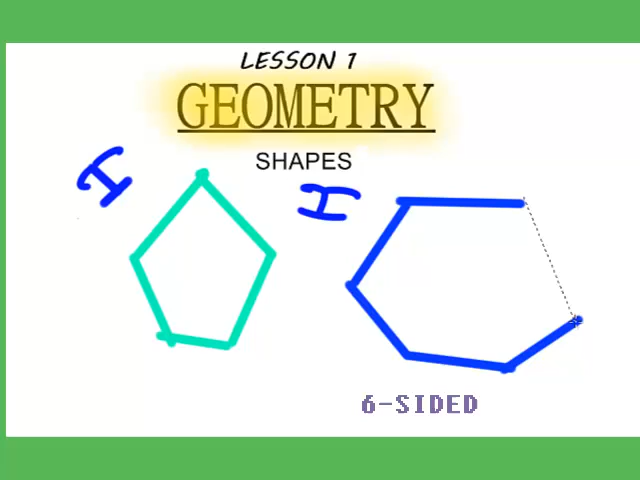 LESSON 1
GEOMETRY
SHAPES
I
I
6-SIDED